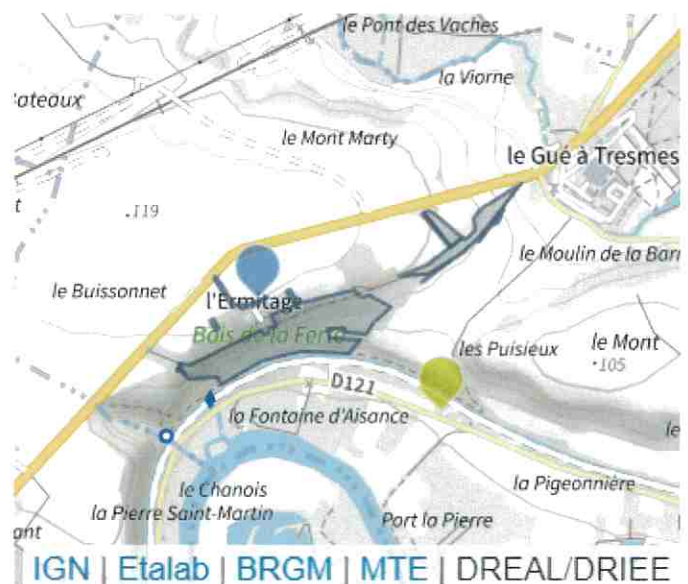 le Pont des Vaches
la Viorne
ateaux
le Mont Marty
le Gué à Tresmes
t
119
le Moulin de la Barr
le Buissonnet
l'Ermitage
Bois de la Ferté
les Puisieux
le Mont
105
D121
la Fontaine d'Aisance
le
le Chanois
la Pigeonnière
la Pierre Saint-Martin
Port la Pierre
ant
IGN | Etalab | BRGM | MTE | DREAL/DRIEE